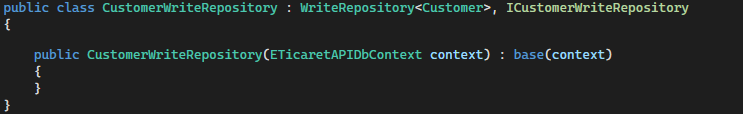 public class CustomerWriteRepository : WriteRepository<Customer>, ICustomerWriteRepository
{
    public CustomerWriteRepository(ETicaretAPIDbContext context) : base(context)
    {
    }
}